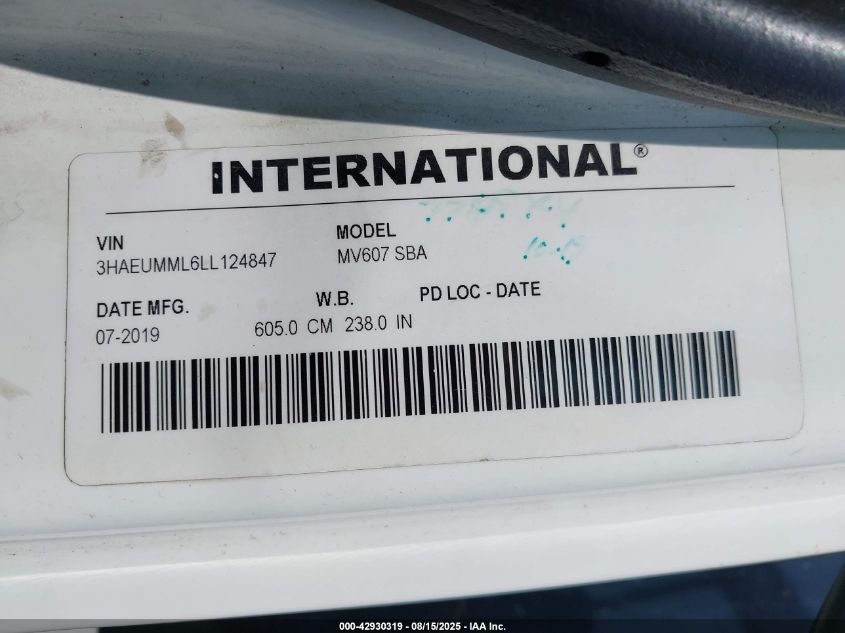 INTERNATIONAL®
VIN
3HAEUMML6LL124847
MODEL
MV607 SBA
DATE MFG.
07-2019
W.B.
605.0 CM 238.0 IN
PD LOC - DATE
000-42930319 - 08/15/2025 - IAA Inc.